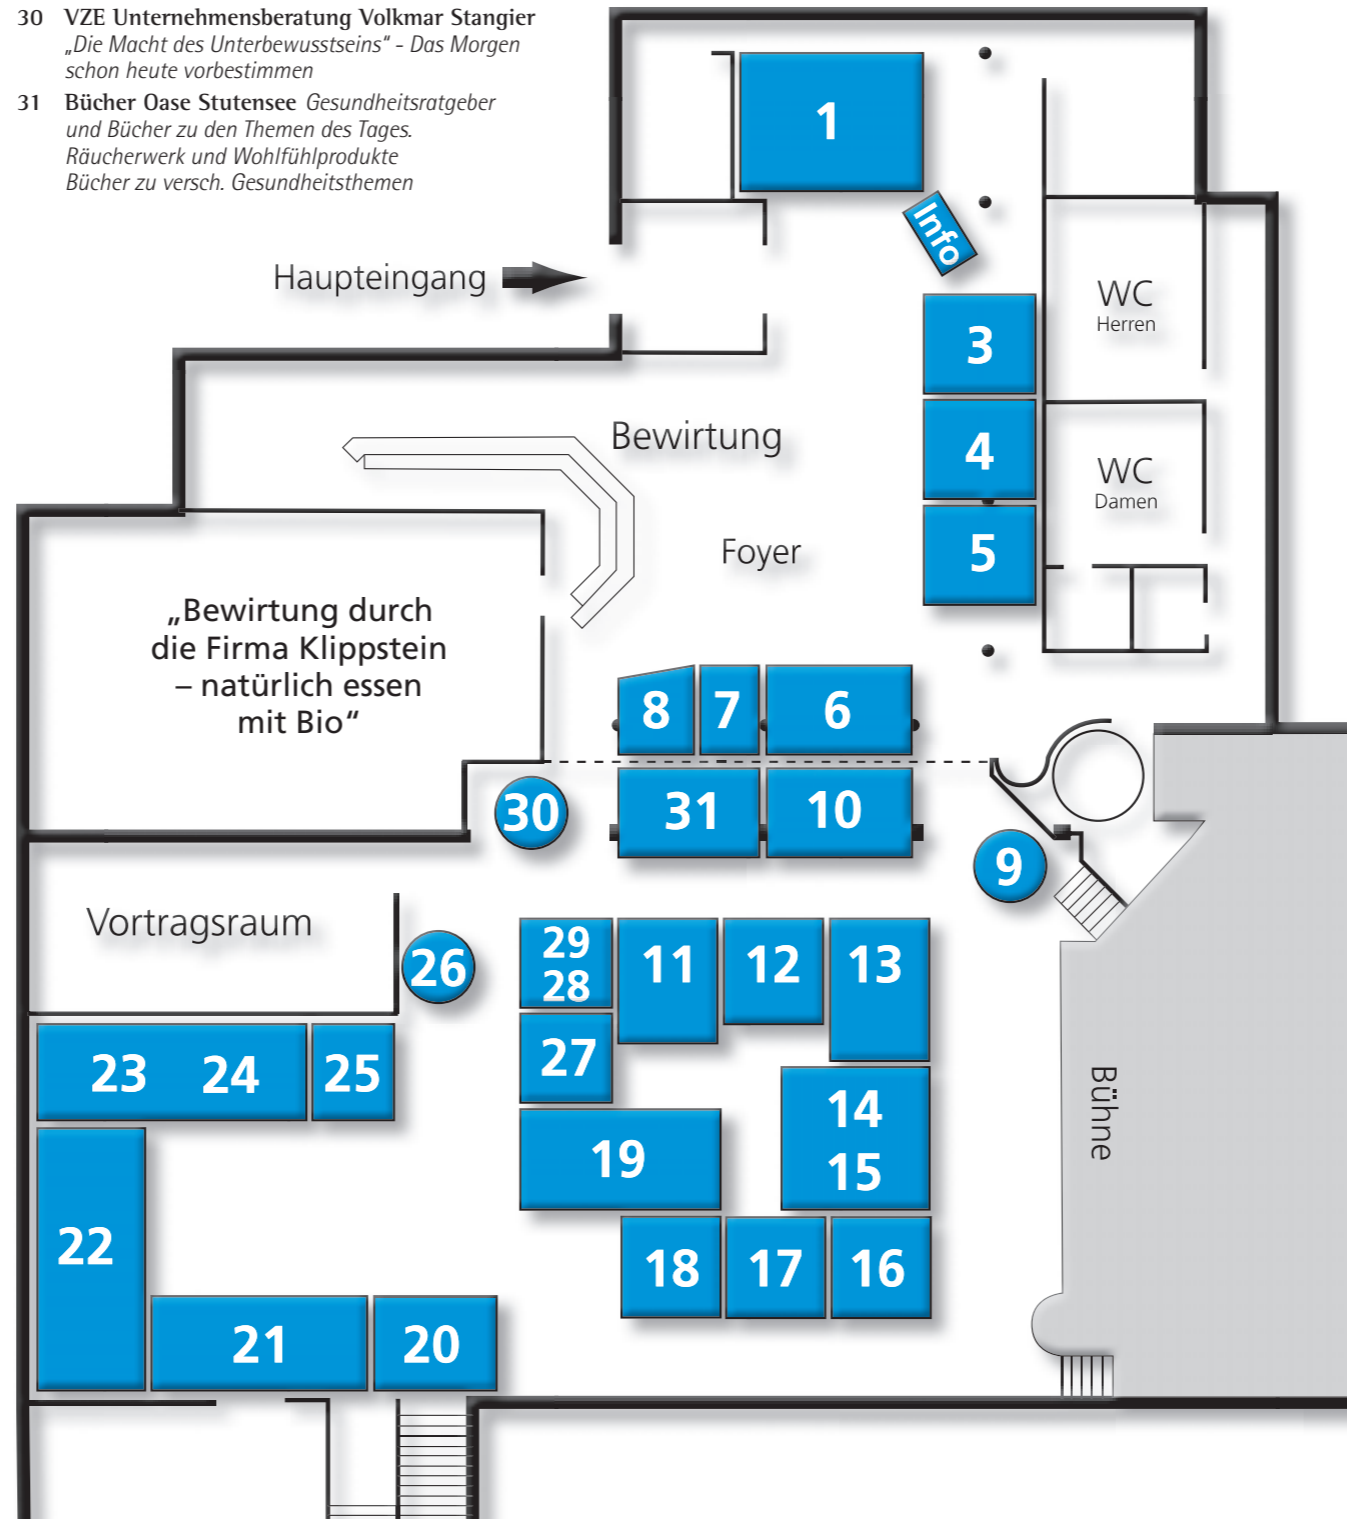 30 VZE Unternehmensberatung Volkmar Stangier
„Die Macht des Unterbewusstseins“ - Das Morgen
schon heute vorbestimmen
31 Bücher Oase Stutensee Gesundheitsratgeber
und Bücher zu den Themen des Tages.
Räucherwerk und Wohlfühlprodukte
Bücher zu versch. Gesundheitsthemen
1
Info
Haupteingang
WC
Herren
3
Bewirtung
4
WC
Damen
Foyer
5
„Bewirtung durch
die Firma Klippstein
– natürlich essen
mit Bio“
8 7 6
30
31 10
9
Vortragsraum
26
29
28
11 12 13
27
23 24 25
14
15
Bühne
19
22
18 17 16
21 20